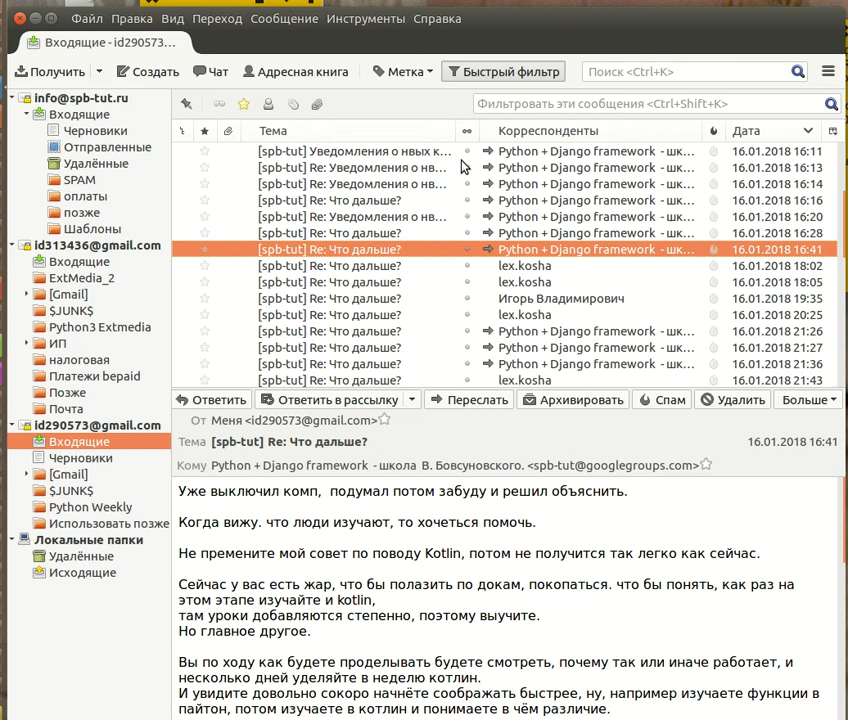 Файл Правка Вид Переход Сообщение Инструменты Справка
Входящие - id290573...
Получить Создать Чат Адресная книга Метка Быстрый фильтр Поиск <Ctrl+K>
Фильтровать эти сообщения <Ctrl+Shift+K>
info@spb-tut.ru
Входящие
Черновики
Отправленные
Удалённые
SPAM
оплаты
позже
Шаблоны
id313436@gmail.com
Входящие
ExtMedia_2
[Gmail]
$JUNK$
Python3 Extmedia
ИП
налоговая
Платежи bepaid
Позже
Почта
id290573@gmail.com
Входящие
Черновики
[Gmail]
$JUNK$
Python Weekly
Использовать позже
Локальные папки
Удалённые
Исходящие
Тема Корреспонденты Дата
[spb-tut] Уведомления о нвых к... Python + Django framework - шк... 16.01.2018 16:11
[spb-tut] Re: Уведомления о нв... Python + Django framework - шк... 16.01.2018 16:13
[spb-tut] Re: Уведомления о нв... Python + Django framework - шк... 16.01.2018 16:14
[spb-tut] Re: Что дальше? Python + Django framework - шк... 16.01.2018 16:16
[spb-tut] Re: Уведомления о нв... Python + Django framework - шк... 16.01.2018 16:20
[spb-tut] Re: Что дальше? Python + Django framework - шк... 16.01.2018 16:28
[spb-tut] Re: Что дальше? Python + Django framework - шк... 16.01.2018 16:41
[spb-tut] Re: Что дальше? lex.kosha 16.01.2018 18:02
[spb-tut] Re: Что дальше? lex.kosha 16.01.2018 18:05
[spb-tut] Re: Что дальше? Игорь Владимирович 16.01.2018 19:35
[spb-tut] Re: Что дальше? lex.kosha 16.01.2018 20:25
[spb-tut] Re: Что дальше? Python + Django framework - шк... 16.01.2018 21:26
[spb-tut] Re: Что дальше? Python + Django framework - шк... 16.01.2018 21:27
[spb-tut] Re: Что дальше? Python + Django framework - шк... 16.01.2018 21:36
[spb-tut] Re: Что дальше? lex.kosha 16.01.2018 21:43
Ответить Ответить в рассылку Переслать Архивировать Спам Удалить Больше
От Меня <id290573@gmail.com>
Тема [spb-tut] Re: Что дальше? 16.01.2018 16:41
Кому Python + Django framework - школа В. Бовсуновского. <spb-tut@googlegroups.com>
Уже выключил комп, подумал потом забуду и решил объяснить.
Когда вижу. что люди изучают, то хочеться помочь.
Не премените мой совет по поводу Kotlin, потом не получится так легко как сейчас.
Сейчас у вас есть жар, что бы полазить по докам, покопаться. что бы понять, как раз на
этом этапе изучайте и kotlin,
там уроки добавляются степенно, поэтому выучите.
Но главное другое.
Вы по ходу как будете проделывать будете смотреть, почему так или иначе работает, и
несколько дней уделяйте в неделю котлин.
И увидите довольно сокоро начнёте соображать быстрее, ну, например изучаете функции в
пайтон, потом изучаете в котлин и понимаете в чём различие.